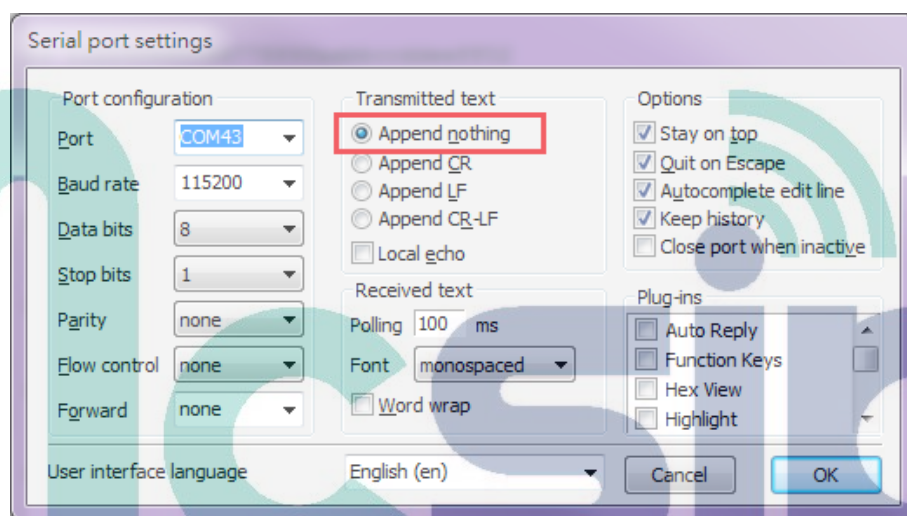 Serial port settings
Port configuration
Port COM43
Baud rate 115200
Data bits 8
Stop bits 1
Parity none
Flow control none
Forward none
Transmitted text
Append nothing
Append CR
Append LF
Append CR-LF
Local echo
Received text
Polling 100 ms
Font monospaced
Word wrap
Options
Stay on top
Quit on Escape
Autocomplete edit line
Keep history
Close port when inactive
Plug-ins
Auto Reply
Function Keys
Hex View
Highlight
User interface language English (en)
Cancel
OK